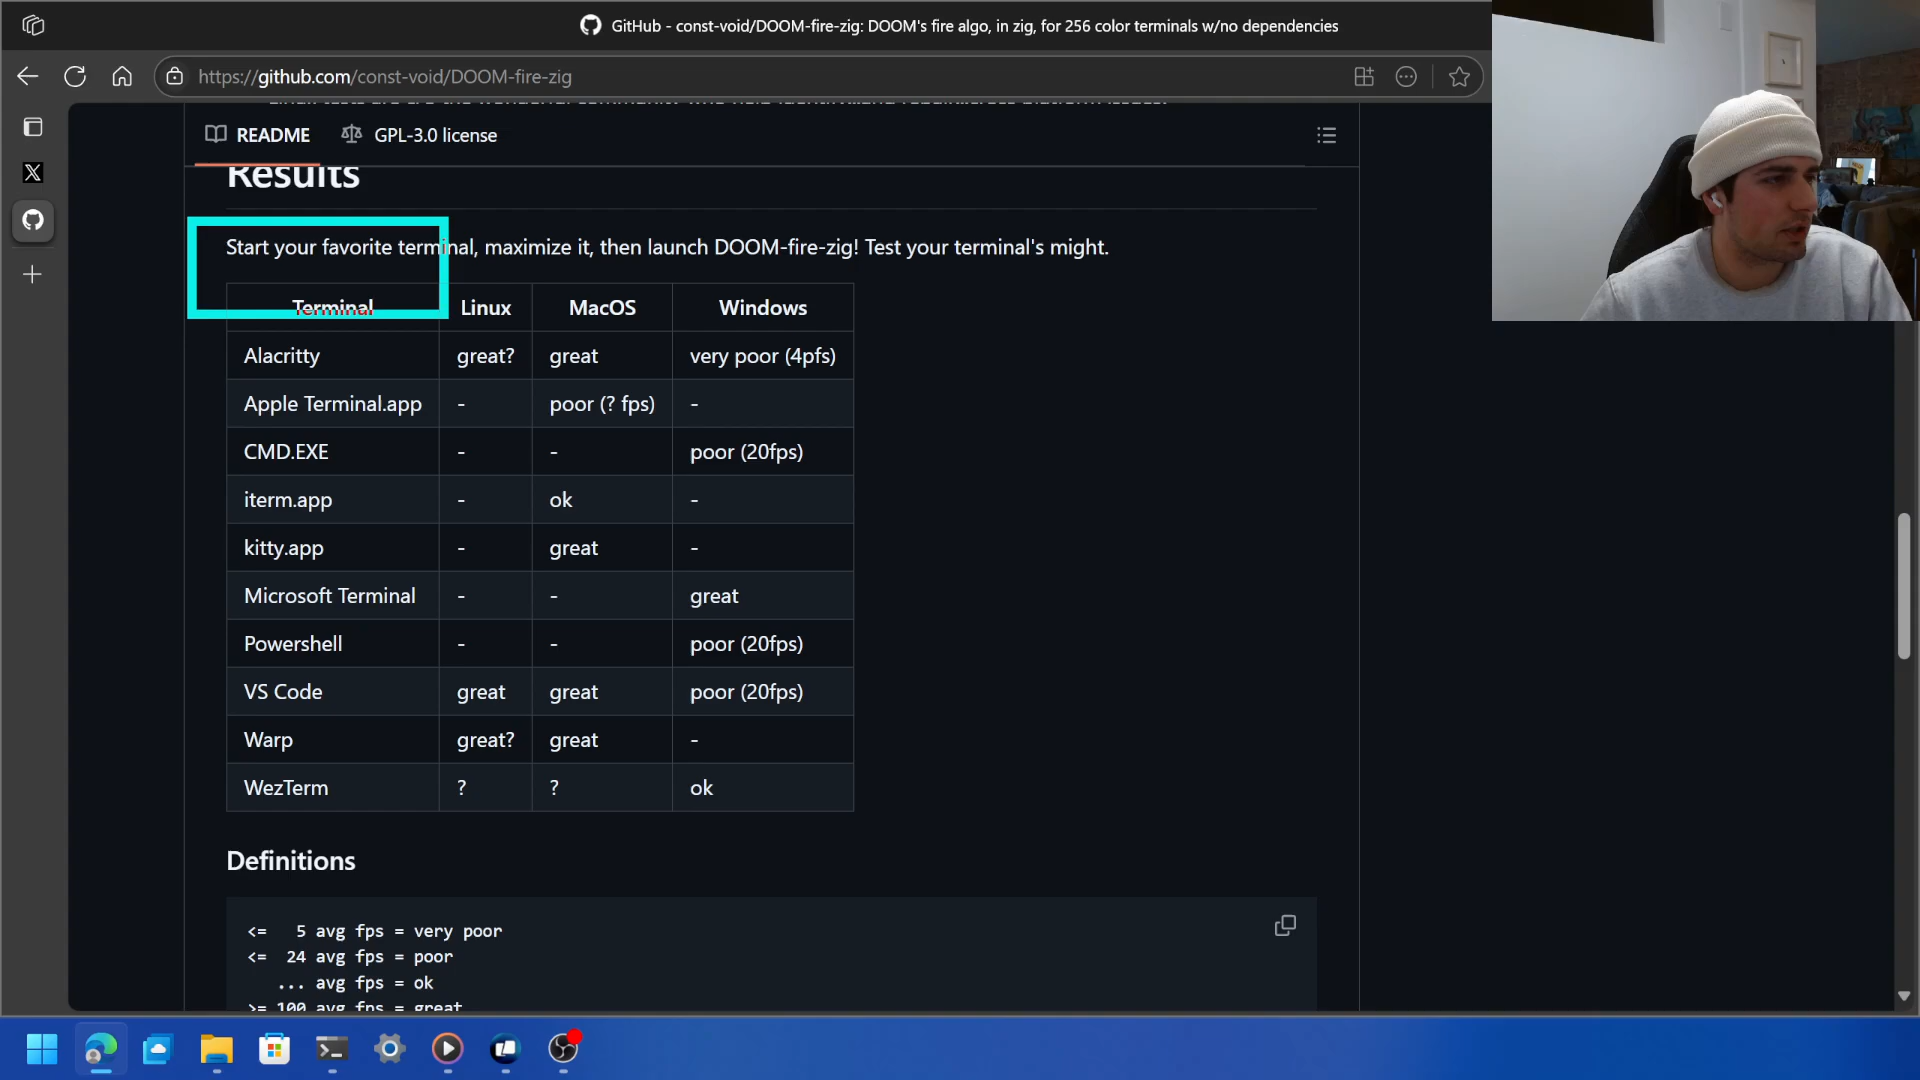 GitHub - const-void/DOOM-fire-zig: DOOM's fire algo, in zig, for 256 color terminals w/no dependencies
https://github.com/const-void/DOOM-fire-zig
README
GPL-3.0 license
Results
Start your favorite terminal, maximize it, then launch DOOM-fire-zig! Test your terminal's might.
Terminal Linux MacOS Windows
Alacritty great? great very poor (4pfs)
Apple Terminal.app - poor (? fps) -
CMD.EXE - - poor (20fps)
iterm.app - ok -
kitty.app - great -
Microsoft Terminal - - great
Powershell - - poor (20fps)
VS Code great great poor (20fps)
Warp great? great -
WezTerm ? ? ok
Definitions
<= 5 avg fps = very poor
<= 24 avg fps = poor
... avg fps = ok
>= 100 avg fps = great